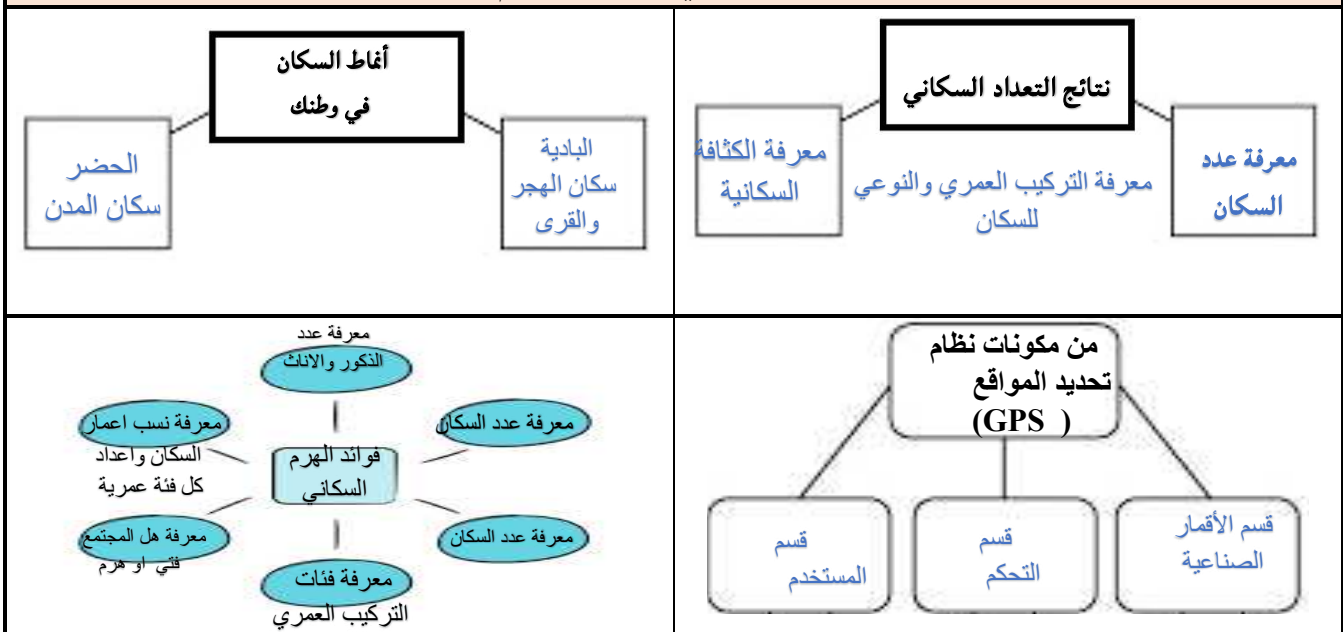 نتائج التعداد السكاني
معرفة عدد
السكان
معرفة التركيب العمري والنوعي
للسكان
معرفة الكثافة
السكانية
أنماط السكان
في وطنك
البادية
سكان الهجر
والقرى
الحضر
سكان المدن
من مكونات نظام
تحديد المواقع
(GPS )
قسم الأقمار
الصناعية
قسم
التحكم
قسم
المستخدم
معرفة عدد
الذكور والاناث
معرفة عدد السكان
معرفة نسب اعمار
السكان واعداد
كل فئة عمرية
فوائد الهرم
السكاني
معرفة عدد السكان
معرفة هل المجتمع
فتي او هرم
معرفة فئات
التركيب العمري